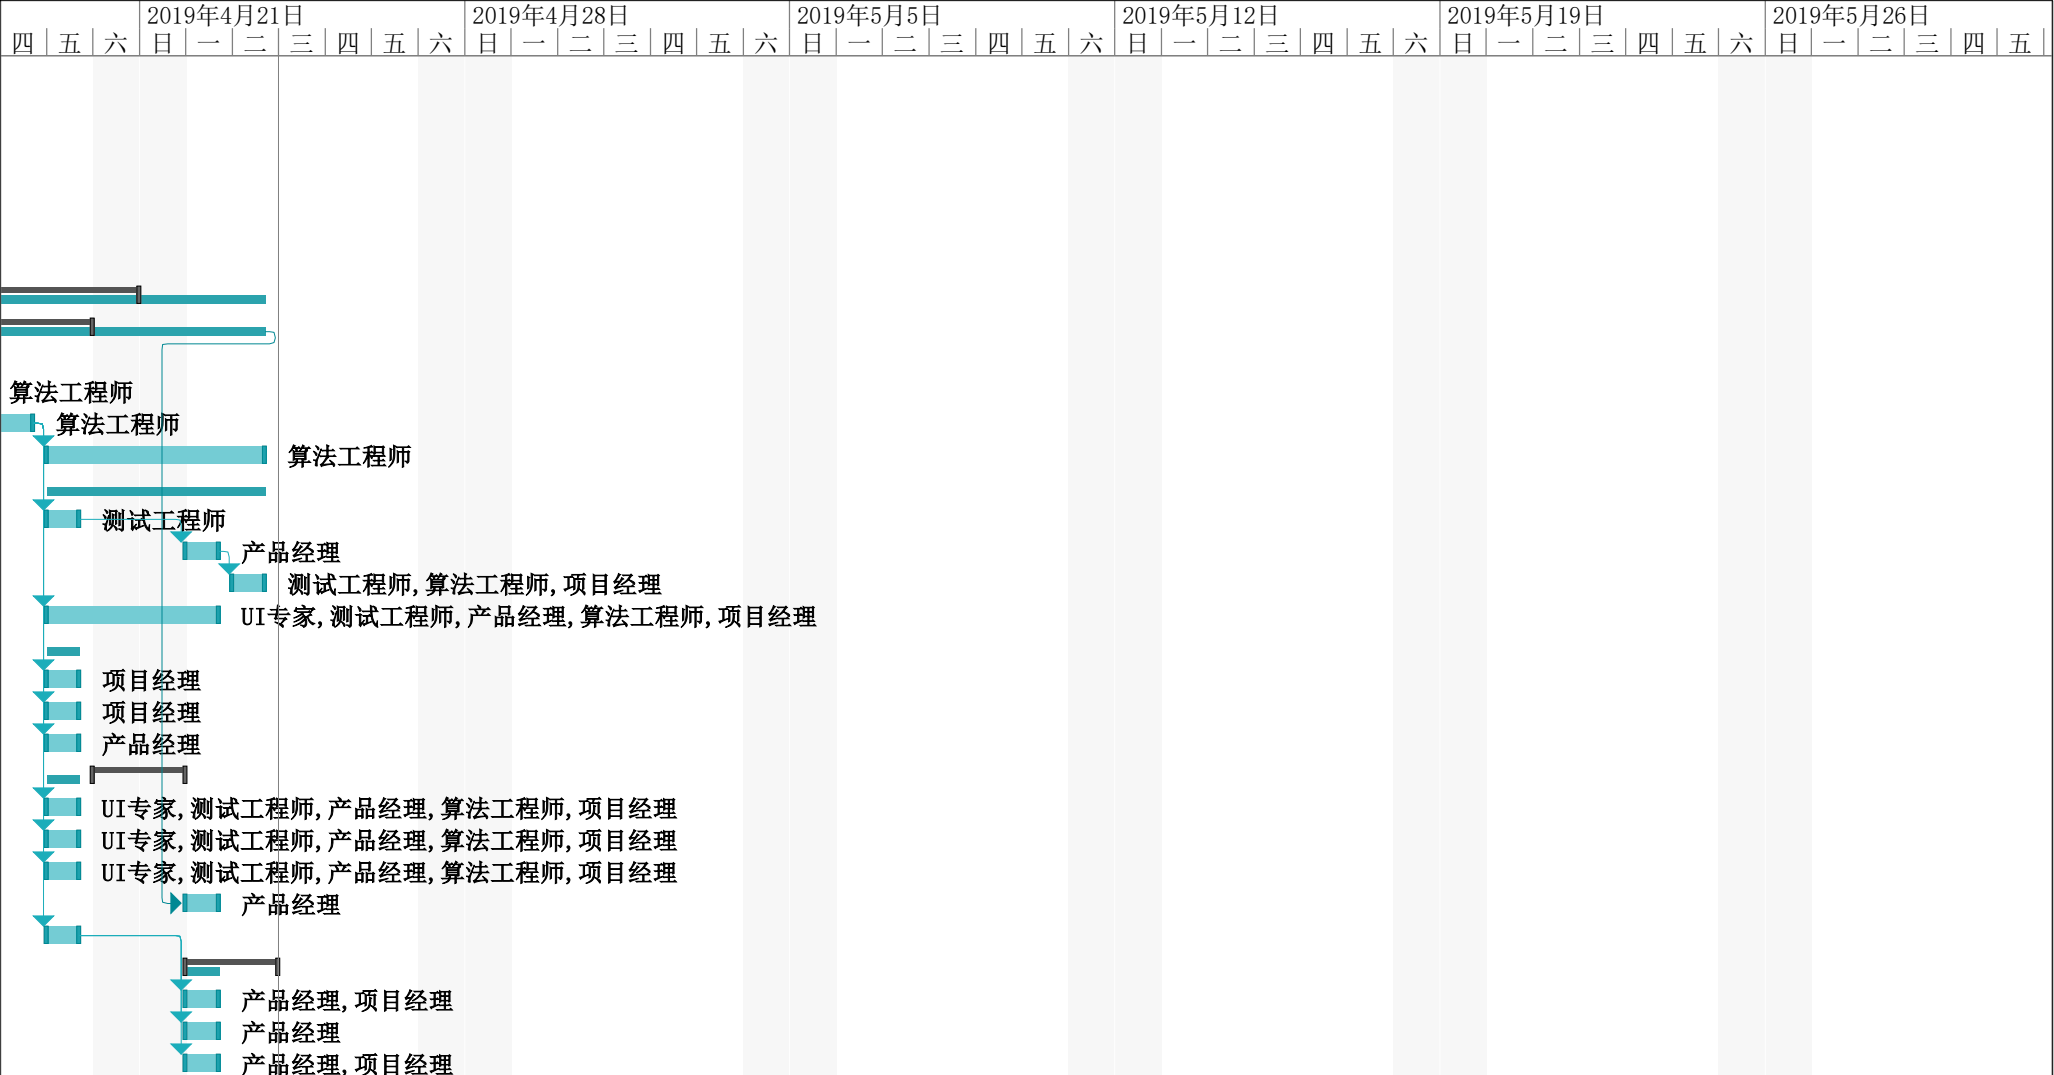 2019年4月21日 2019年4月28日 2019年5月5日 2019年5月12日 2019年5月19日 2019年5月26日
四 五 六 日 一 二 三 四 五 六 日 一 二 三 四 五 六 日 一 二 三 四 五 六 日 一 二 三 四 五 六 日 一 二 三 四 五 六 日 一 二 三 四 五
算法工程师
算法工程师
算法工程师
测试工程师
产品经理
测试工程师,算法工程师,项目经理
UI专家,测试工程师,产品经理,算法工程师,项目经理
项目经理
项目经理
产品经理
UI专家,测试工程师,产品经理,算法工程师,项目经理
UI专家,测试工程师,产品经理,算法工程师,项目经理
UI专家,测试工程师,产品经理,算法工程师,项目经理
产品经理
产品经理,项目经理
产品经理
产品经理,项目经理